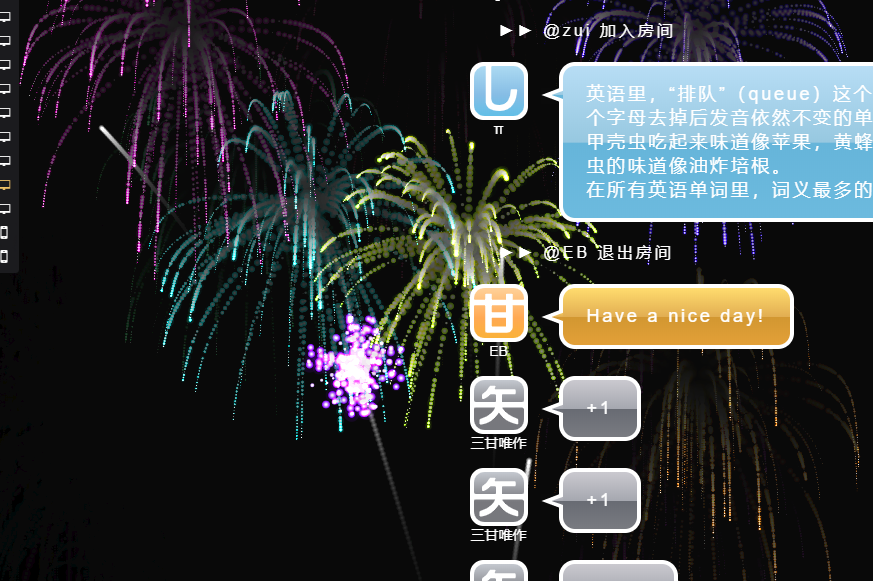 ►► @zui 加入房间
し
π
英语里，“排队”（queue）这个
个字母去掉后发音依然不变的单
甲壳虫吃起来味道像苹果，黄蜂
虫的味道像油炸培根。
在所有英语单词里，词义最多的
►► @EB 退出房间
甘
EB
Have a nice day!
矢
三甘唯作
+1
矢
三甘唯作
+1